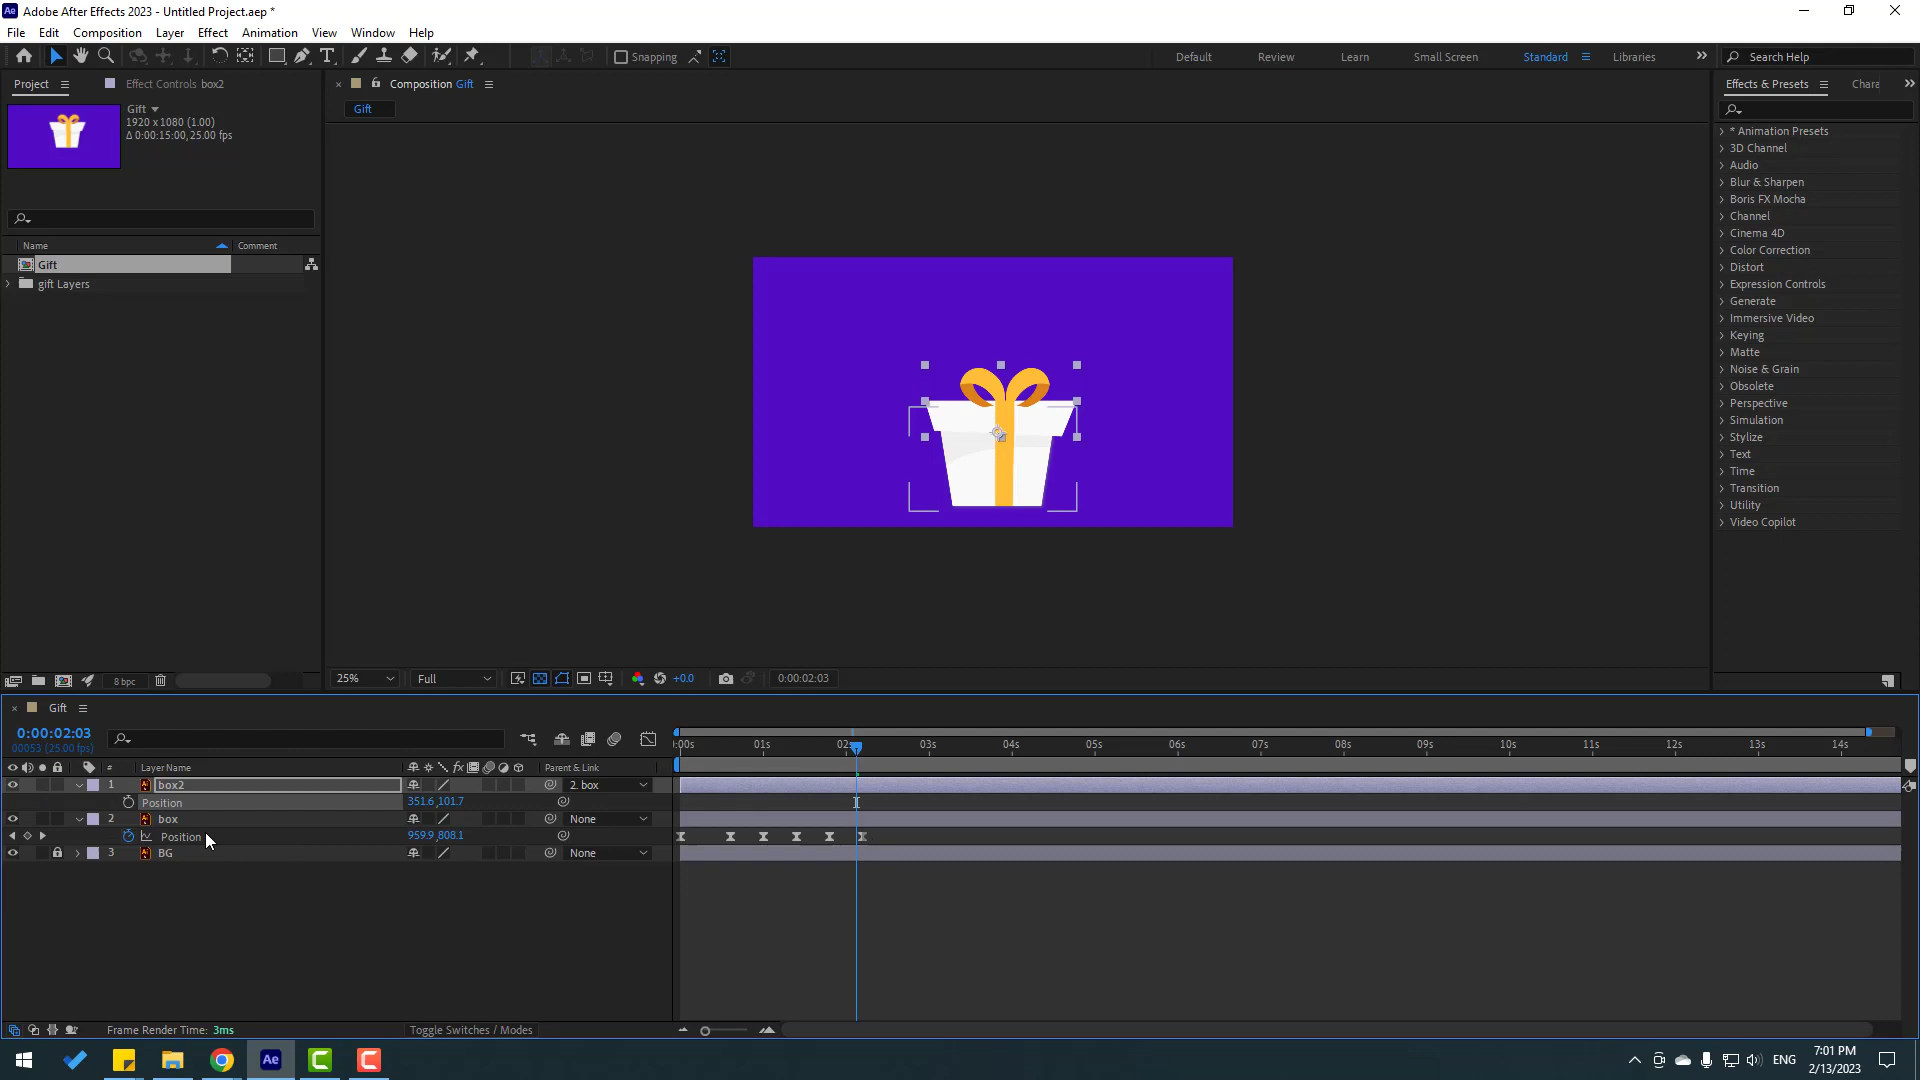 Adobe After Effects 2023 - Untitled Project.aep *
File Edit Composition Layer Effect Animation View Window Help
Snapping Default Review Learn Small Screen Standard Libraries Search Help
Project Effect Controls box2
Composition Gift
Effects & Presets Chara
Gift
1920 x 1080 (1.00)
Δ 0:00:15:00, 25.00 fps
Gift
* Animation Presets
3D Channel
Audio
Blur & Sharpen
Boris FX Mocha
Channel
Cinema 4D
Color Correction
Distort
Expression Controls
Generate
Immersive Video
Keying
Matte
Noise & Grain
Obsolete
Perspective
Simulation
Stylize
Text
Time
Transition
Utility
Video Copilot
Name Comment
Gift
gift Layers
8 bpc
25% Full +0.0 0:00:02:03
Gift
0:00:02:03
00053 (25.00 fps)
:00s 01s 02s 03s 04s 05s 06s 07s 08s 09s 10s 11s 12s 13s 14s
# Layer Name fx Parent & Link
1 box2 2. box
Position 351.6,101.7
2 box None
Position 959.9,808.1
3 BG None
Frame Render Time: 3ms Toggle Switches / Modes
Ae ENG 7:01 PM
2/13/2023